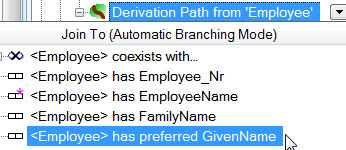 Derivation Path from 'Employee'
Join To (Automatic Branching Mode)
<Employee> coexists with...
<Employee> has Employee_Nr
<Employee> has EmployeeName
<Employee> has FamilyName
<Employee> has preferred GivenName